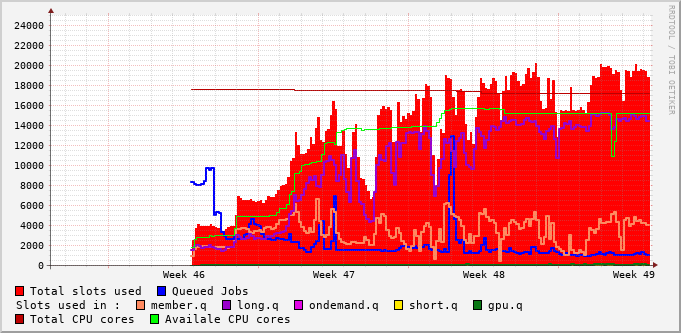 24000
22000
20000
18000
16000
14000
12000
10000
8000
6000
4000
2000
0
Week 46 Week 47 Week 48 Week 49
Total slots used Queued Jobs
Slots used in : member.q long.q ondemand.q short.q gpu.q
Total CPU cores Availale CPU cores
RRDTOOL / TOBI OETIKER